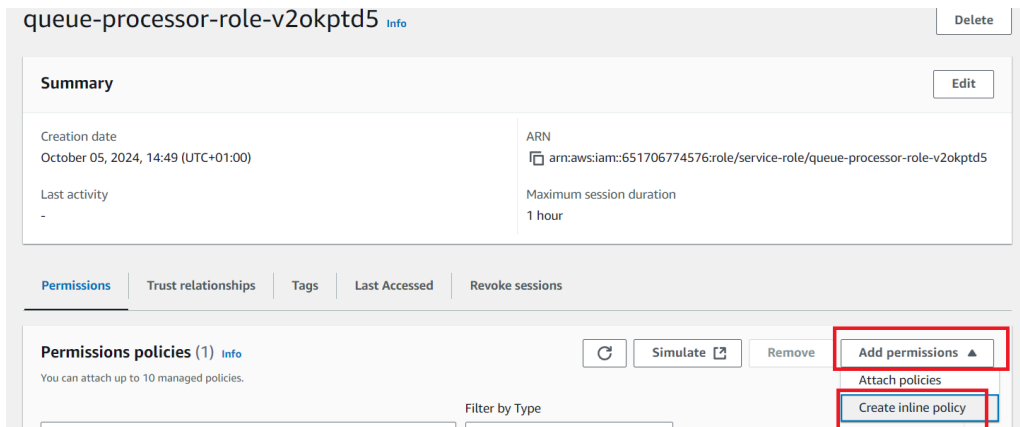 queue-processor-role-v2okptd5 Info
Delete
Summary
Edit
Creation date
October 05, 2024, 14:49 (UTC+01:00)
ARN
arn:aws:iam::651706774576:role/service-role/queue-processor-role-v2okptd5
Last activity
-
Maximum session duration
1 hour
Permissions
Trust relationships
Tags
Last Accessed
Revoke sessions
Permissions policies (1) Info
Simulate
Remove
Add permissions
You can attach up to 10 managed policies.
Attach policies
Create inline policy
Filter by Type